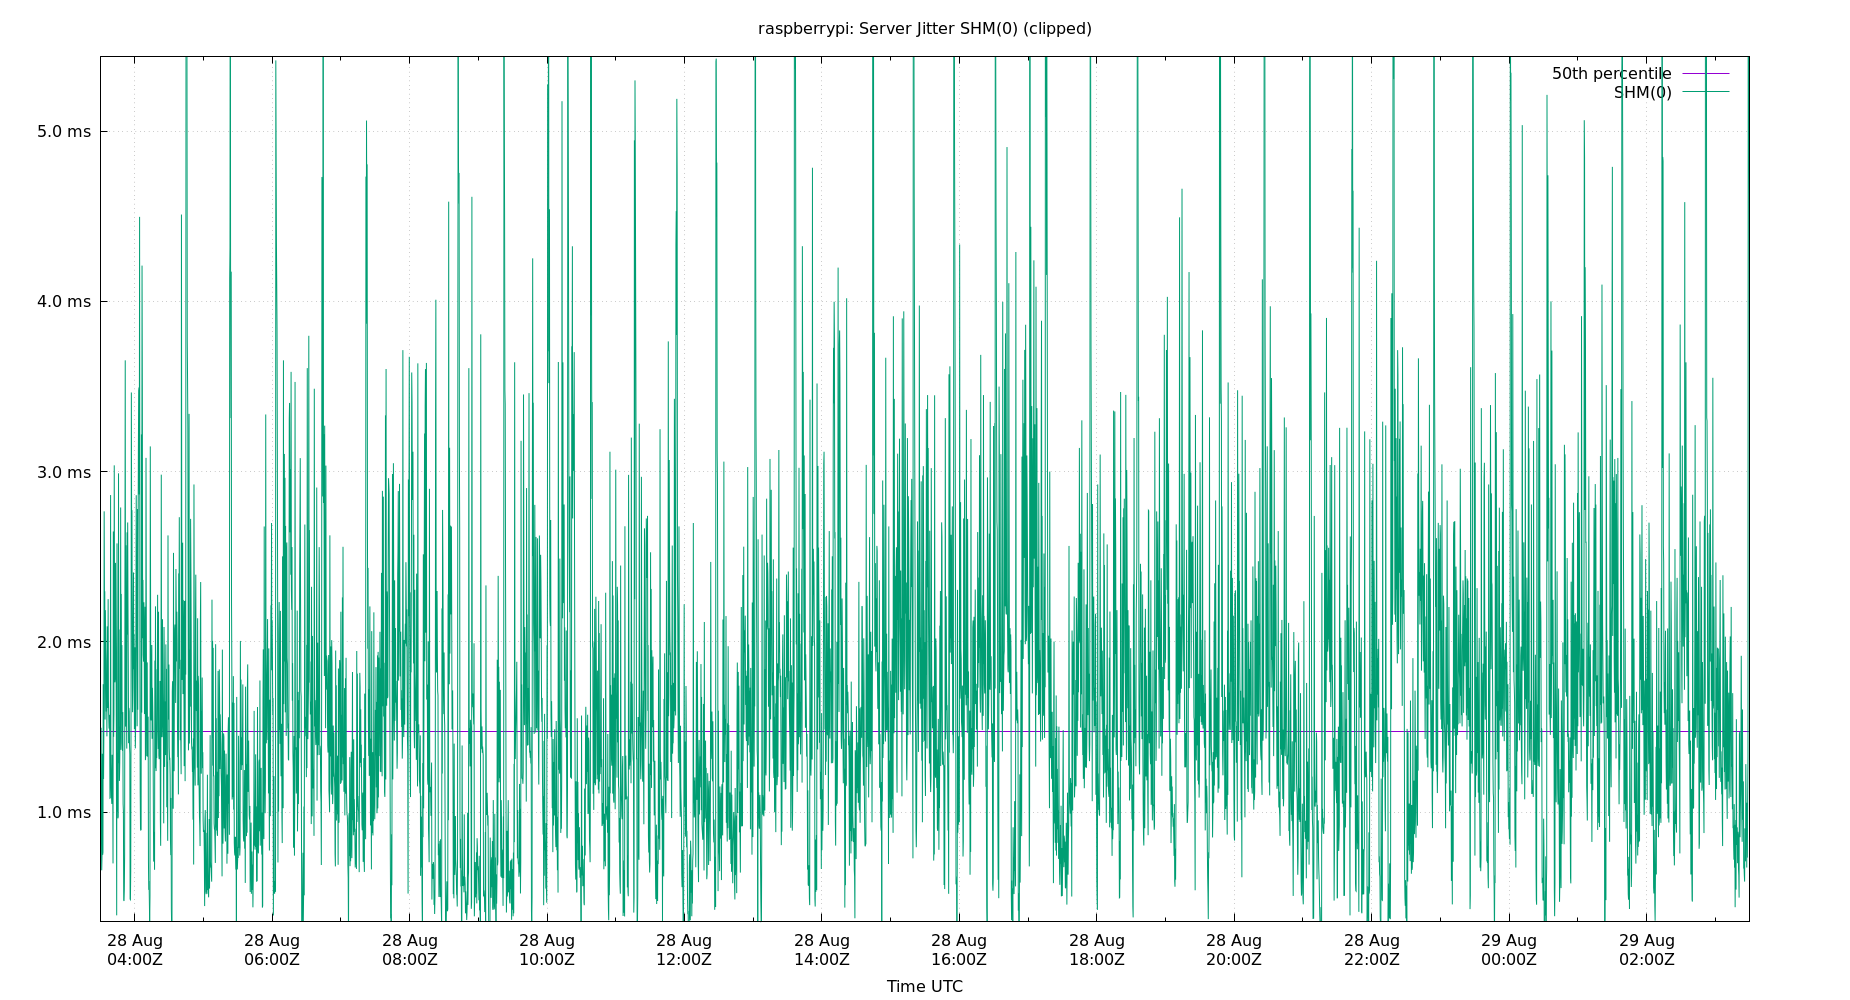 raspberrypi: Server Jitter SHM(0) (clipped)
50th percentile
SHM(0)
5.0 ms
4.0 ms
3.0 ms
2.0 ms
1.0 ms
28 Aug 28 Aug 28 Aug 28 Aug 28 Aug 28 Aug 28 Aug 28 Aug 28 Aug 28 Aug 29 Aug 29 Aug
04:00Z 06:00Z 08:00Z 10:00Z 12:00Z 14:00Z 16:00Z 18:00Z 20:00Z 22:00Z 00:00Z 02:00Z
Time UTC